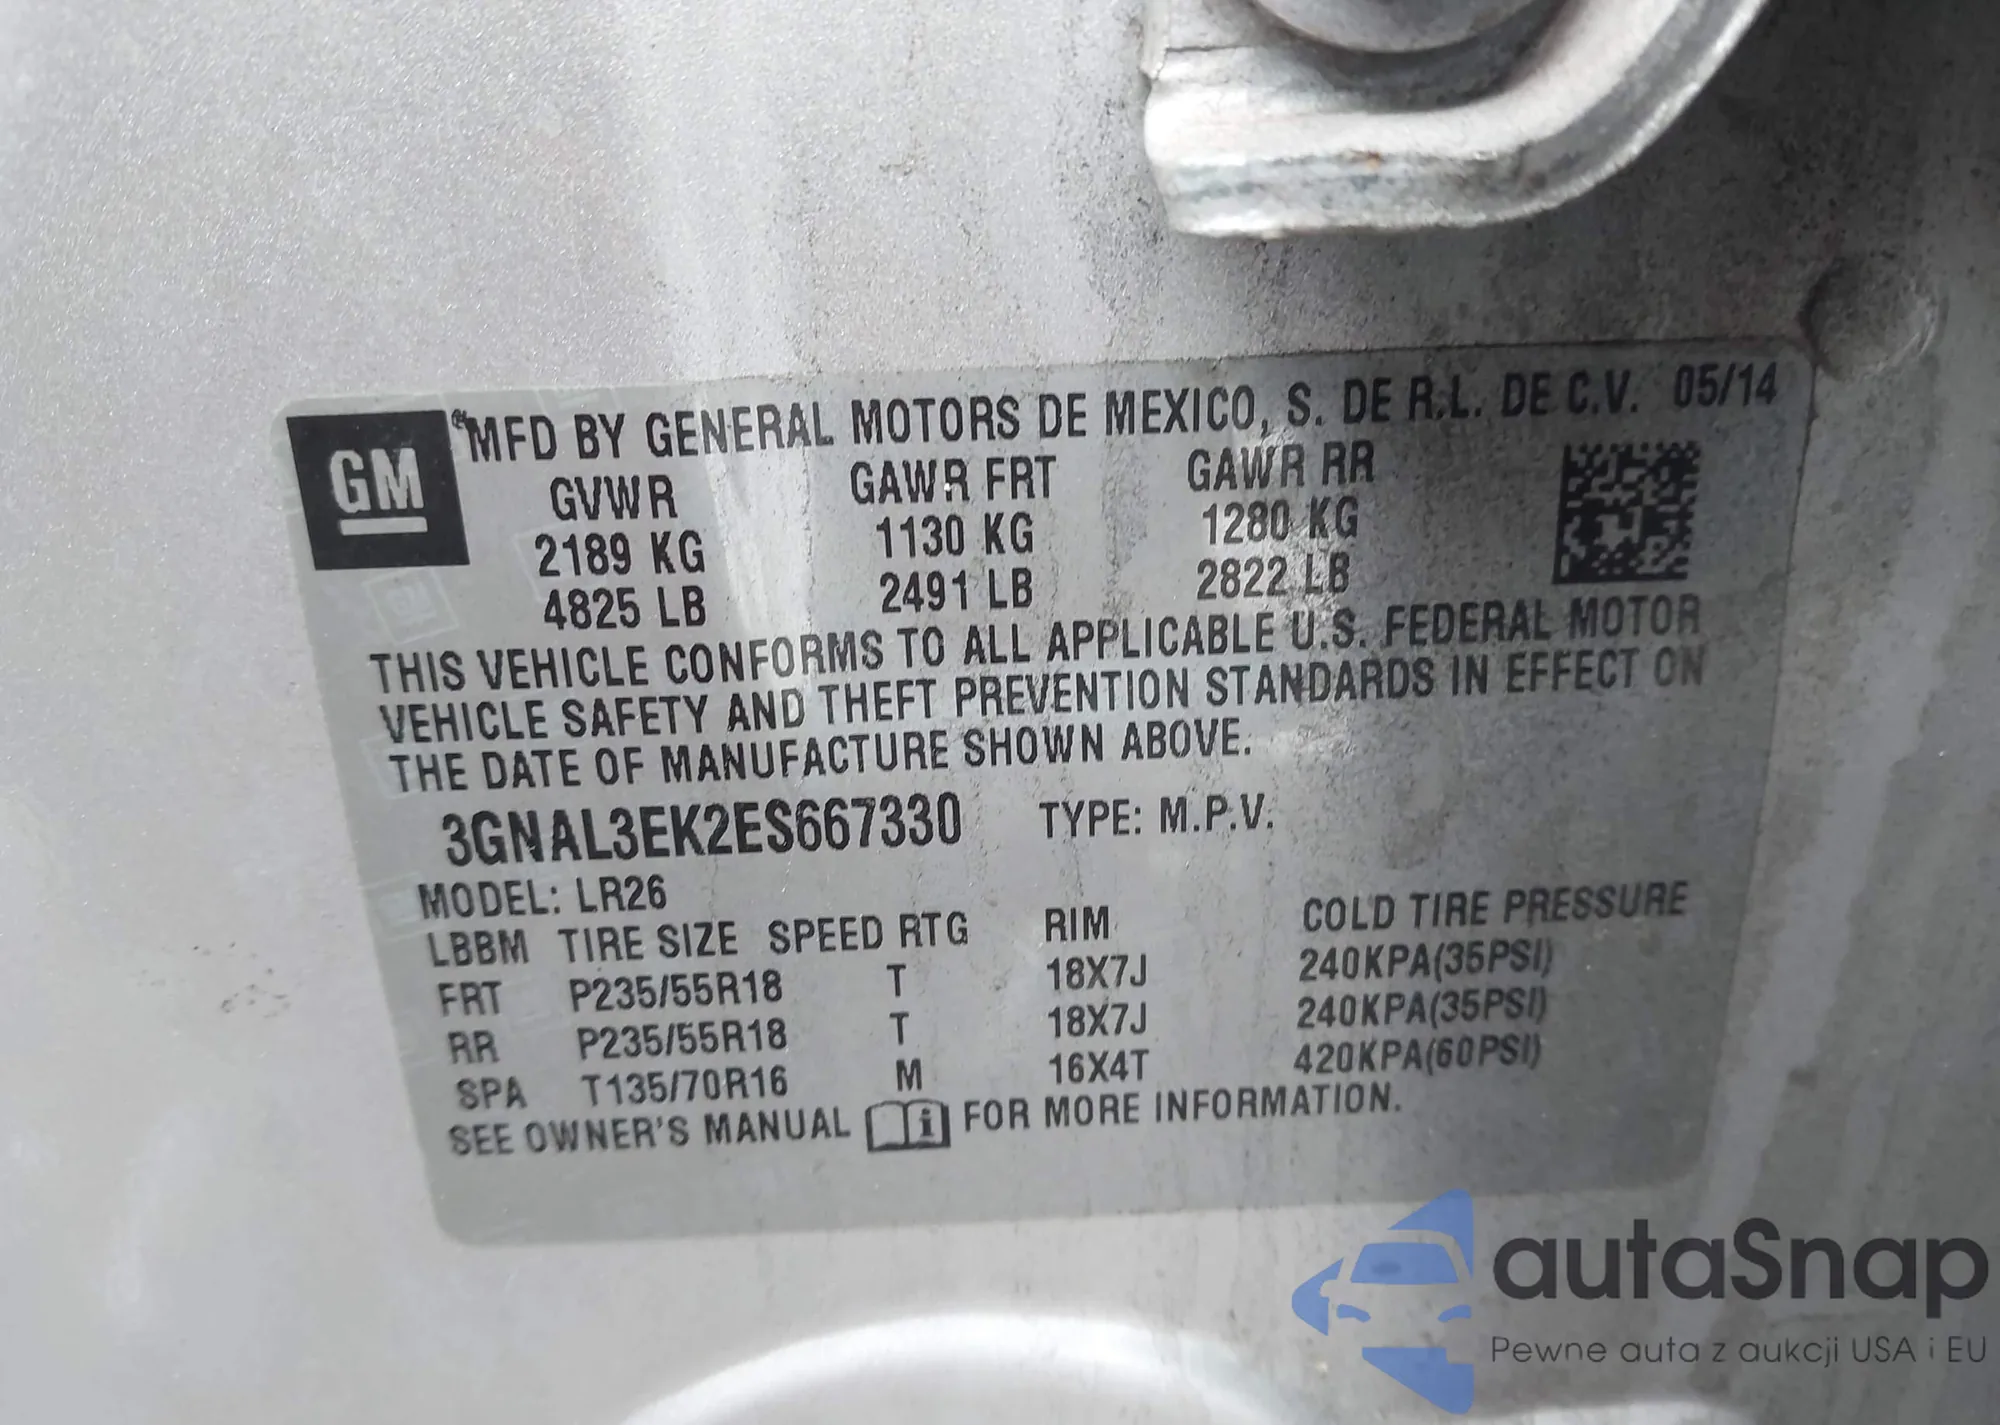 GM
MFD BY GENERAL MOTORS DE MEXICO, S. DE R.L. DE C.V. 05/14
GVWR GAWR FRT GAWR RR
2189 KG 1130 KG 1280 KG
4825 LB 2491 LB 2822 LB
THIS VEHICLE CONFORMS TO ALL APPLICABLE U.S. FEDERAL MOTOR
VEHICLE SAFETY AND THEFT PREVENTION STANDARDS IN EFFECT ON
THE DATE OF MANUFACTURE SHOWN ABOVE.
3GNAL3EK2ES667330 TYPE: M.P.V.
MODEL: LR26
LBBM TIRE SIZE SPEED RTG RIM COLD TIRE PRESSURE
FRT P235/55R18 T 18X7J 240KPA(35PSI)
RR P235/55R18 T 18X7J 240KPA(35PSI)
SPA T135/70R16 M 16X4T 420KPA(60PSI)
SEE OWNER'S MANUAL i FOR MORE INFORMATION.
autaSnap
Pewne auta z aukcji USA i EU